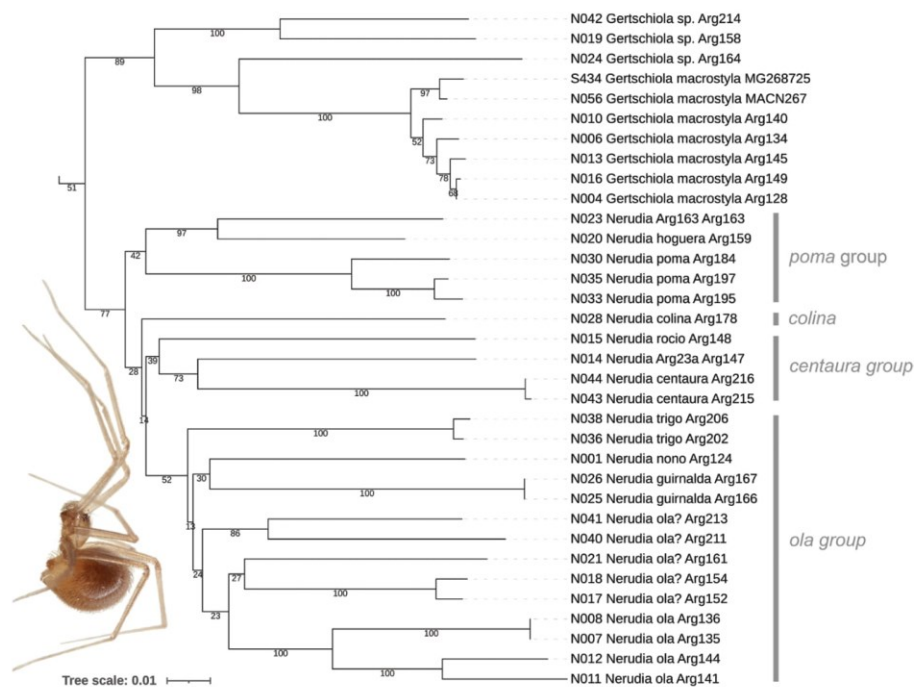 N042 Gertschiola sp. Arg214
100
N019 Gertschiola sp. Arg158
89
N024 Gertschiola sp. Arg164
98
S434 Gertschiola macrostyla MG268725
97
N056 Gertschiola macrostyla MACN267
100
N010 Gertschiola macrostyla Arg140
52
N006 Gertschiola macrostyla Arg134
73
N013 Gertschiola macrostyla Arg145
78
N016 Gertschiola macrostyla Arg149
51
68
N004 Gertschiola macrostyla Arg128
N023 Nerudia Arg163 Arg163
97
N020 Nerudia hoguera Arg159
42
N030 Nerudia poma Arg184
poma group
100
N035 Nerudia poma Arg197
100
N033 Nerudia poma Arg195
77
N028 Nerudia colina Arg178
colina
N015 Nerudia rocio Arg148
39
N014 Nerudia Arg23a Arg147
28
73
centaura group
N044 Nerudia centaura Arg216
100
N043 Nerudia centaura Arg215
14
N038 Nerudia trigo Arg206
100
N036 Nerudia trigo Arg202
N001 Nerudia nono Arg124
52
30
N026 Nerudia guirnalda Arg167
100
N025 Nerudia guirnalda Arg166
13
N041 Nerudia ola? Arg213
86
N040 Nerudia ola? Arg211
ola group
N021 Nerudia ola? Arg161
24
27
N018 Nerudia ola? Arg154
100
N017 Nerudia ola? Arg152
23
N008 Nerudia ola Arg136
100
N007 Nerudia ola Arg135
100
N012 Nerudia ola Arg144
100
N011 Nerudia ola Arg141
Tree scale: 0.01